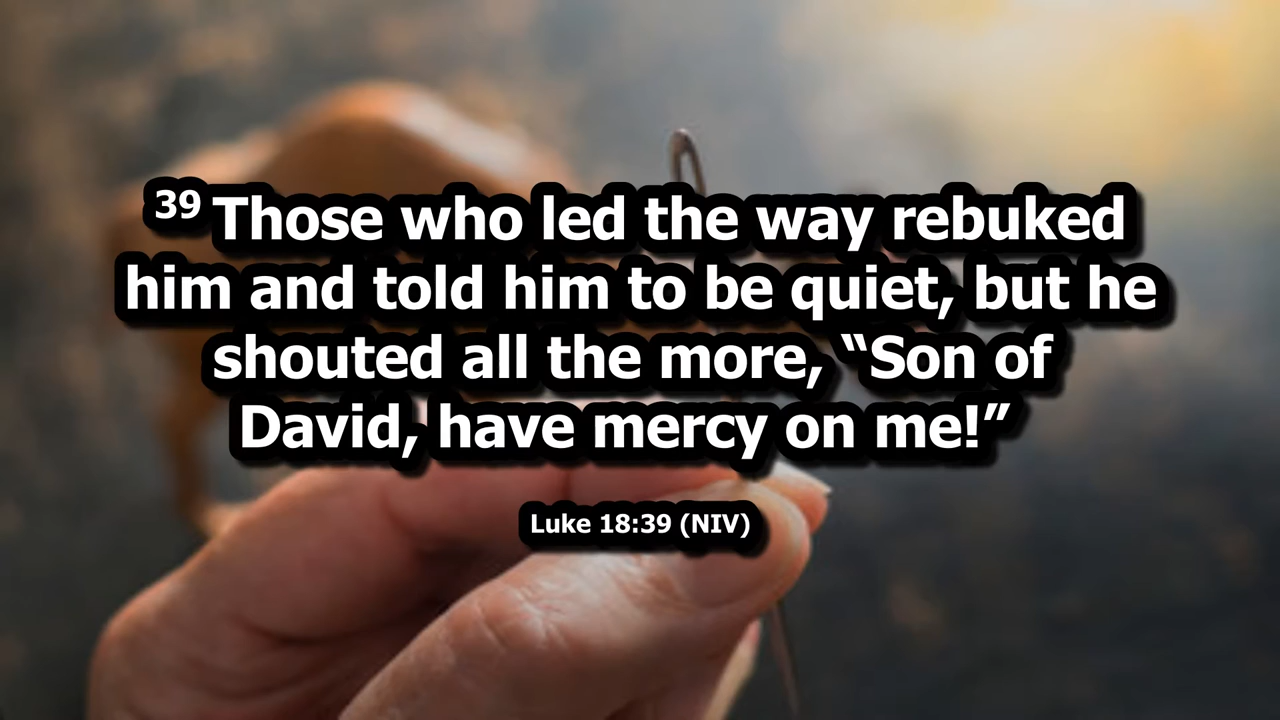 39 Those who led the way rebuked
him and told him to be quiet, but he
shouted all the more, “Son of
David, have mercy on me!”
Luke 18:39 (NIV)